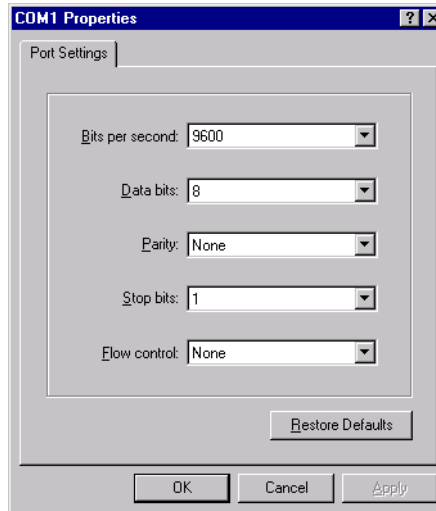 COM1 Properties
Port Settings
Bits per second: 9600
Data bits: 8
Parity: None
Stop bits: 1
Flow control: None
Restore Defaults
OK Cancel Apply